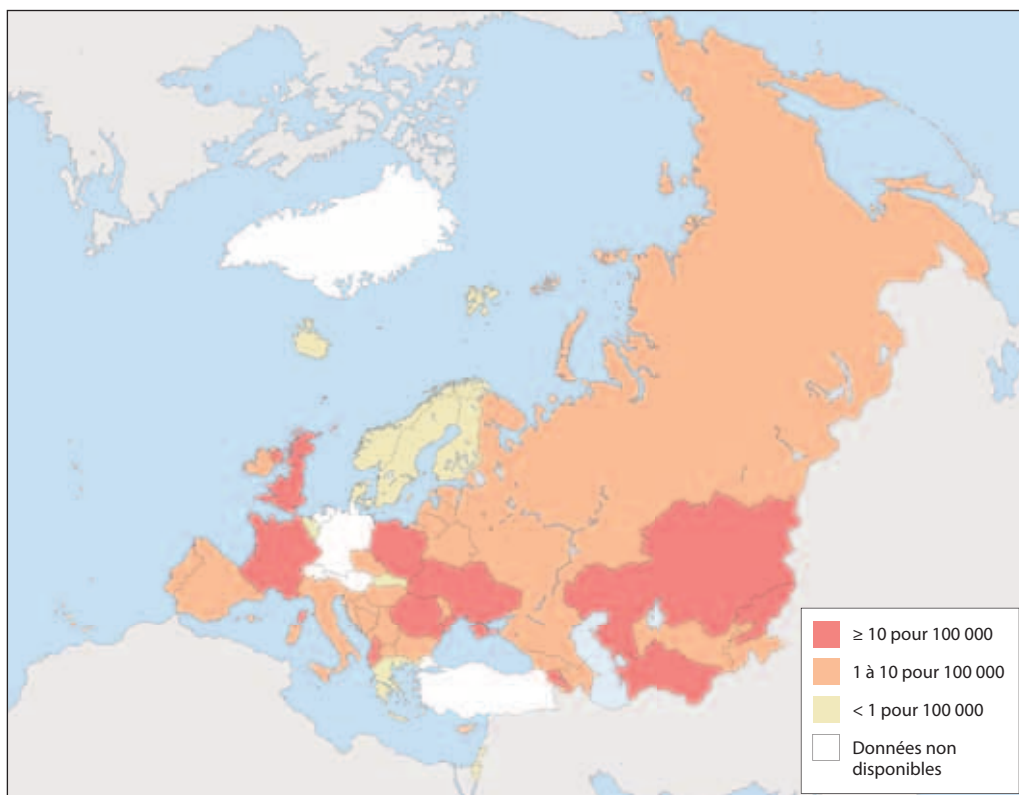 ≥ 10 pour 100 000
1 à 10 pour 100 000
< 1 pour 100 000
Données non
disponibles